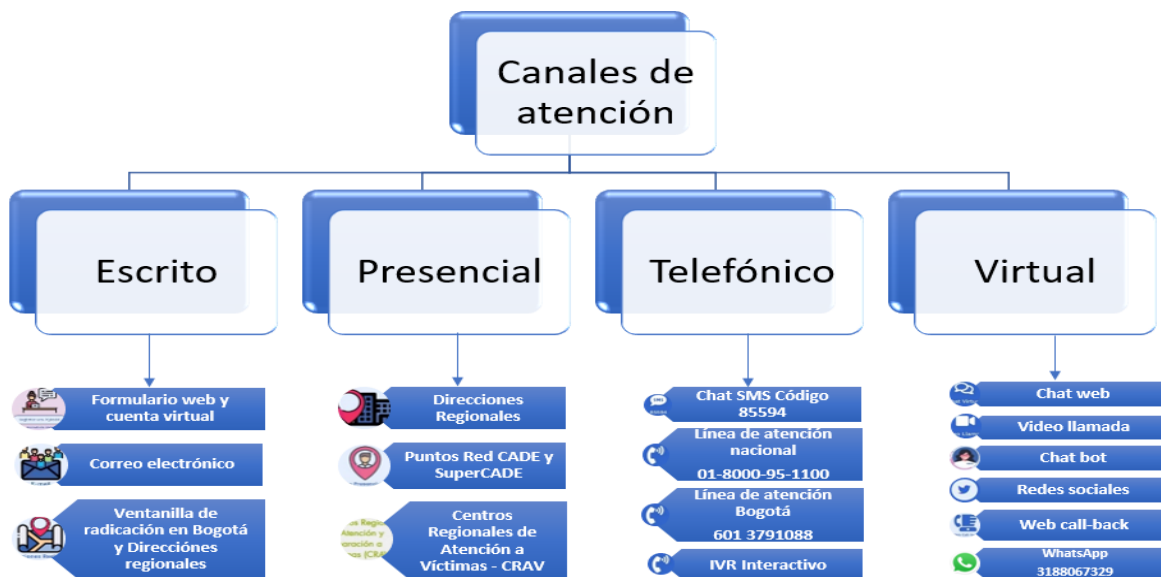 Canales de
atención
Escrito
Presencial
Telefónico
Virtual
Formulario web y
cuenta virtual
Correo electrónico
Ventanilla de
radicación en Bogotá
y Direcciónes
regionales
Direcciones
Regionales
Puntos Red CADE y
SuperCADE
Centros
Regionales de
Atención a
Víctimas - CRAV
Chat SMS Código
85594
Línea de atención
nacional
01-8000-95-1100
Línea de atención
Bogotá
601 3791088
IVR Interactivo
Chat web
Video llamada
Chat bot
Redes sociales
Web call-back
WhatsApp
3188067329